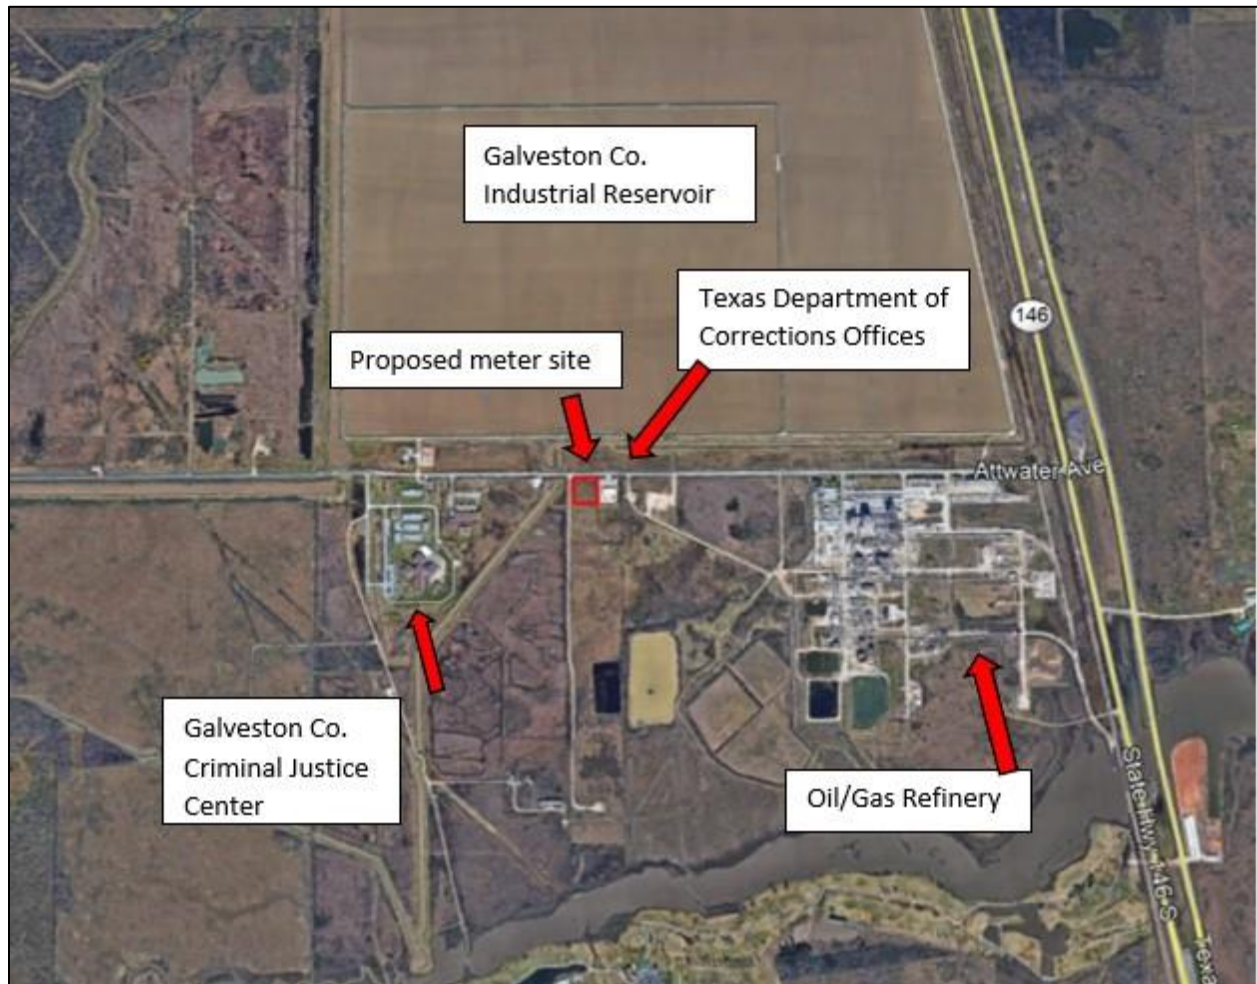 Galveston Co.
Industrial Reservoir
Texas Department of
Corrections Offices
146
Proposed meter site
Attwater Ave
Galveston Co.
Criminal Justice
Center
Oil/Gas Refinery
State Hwy 146 S
Texa